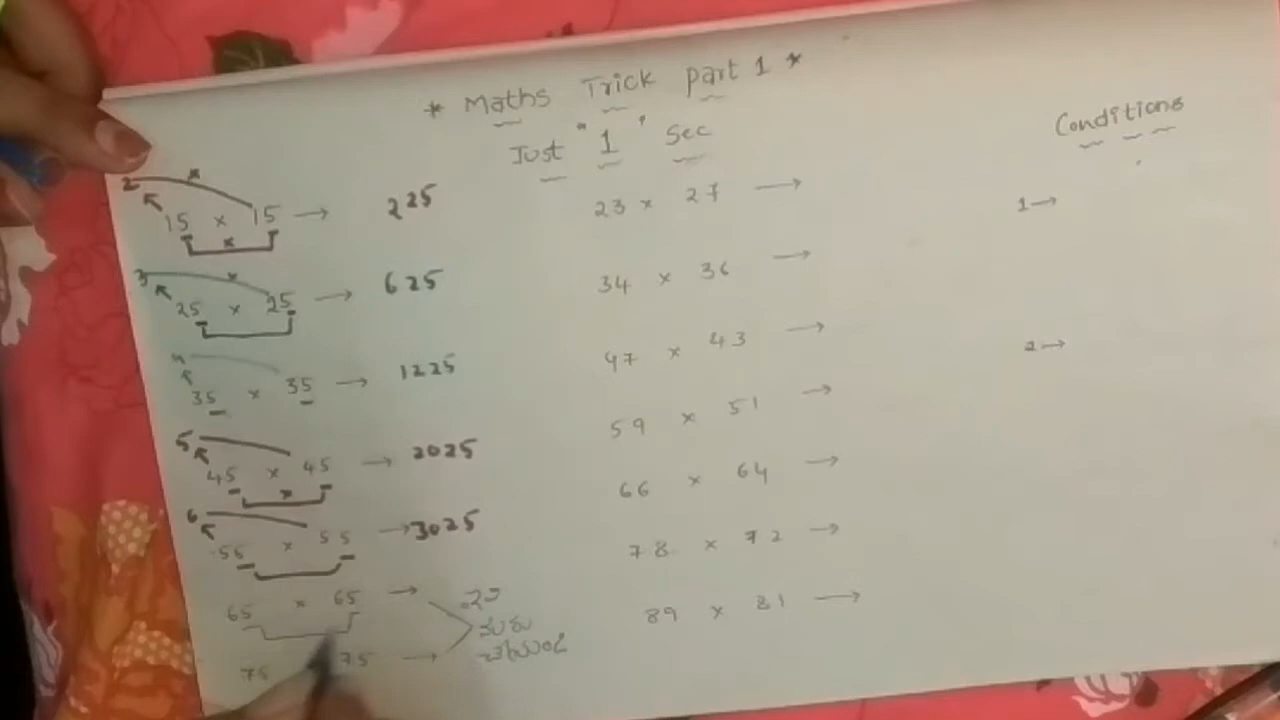 * Maths Trick part 1 *
Just "1" Sec
Conditions
2 ×
15 × 15 → 225
×
3 ×
25 × 25 → 625
4
35 × 35 → 1225
5
45 × 45 → 2025
×
6
55 × 55 → 3025
65 × 65 →
75 75 →
23 × 27 →
34 × 36 →
47 × 43 →
59 × 51 →
66 × 64 →
78 × 72 →
89 × 81 →
1→
2→